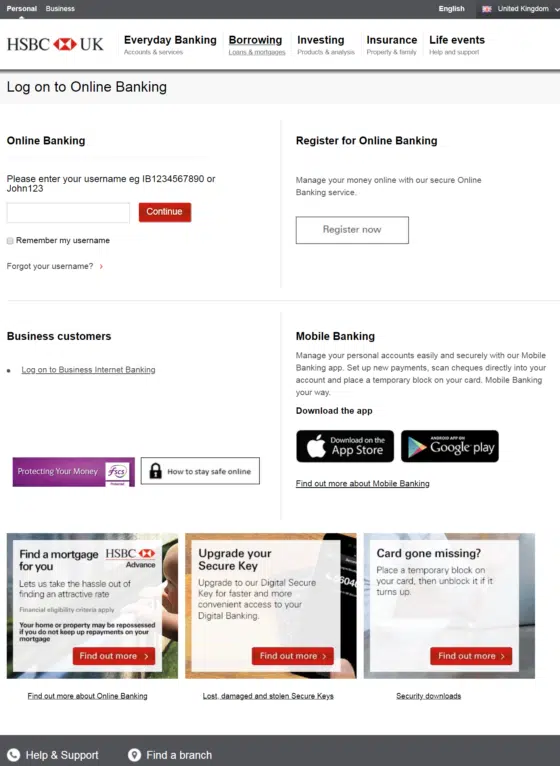 Personal Business
English United Kingdom
HSBC UK
Everyday Banking
Accounts & services
Borrowing
Loans & mortgages
Investing
Products & analysis
Insurance
Property & family
Life events
Help and support
Log on to Online Banking
Online Banking
Please enter your username eg IB1234567890 or
John123
Continue
Remember my username
Forgot your username? ›
Register for Online Banking
Manage your money online with our secure Online
Banking service.
Register now
Business customers
Log on to Business Internet Banking
Protecting Your Money
FSCS
Protected
How to stay safe online
Mobile Banking
Manage your personal accounts easily and securely with our Mobile
Banking app. Set up new payments, scan cheques directly into your
account and place a temporary block on your card. Mobile Banking
your way.
Download the app
Download on the
App Store
ANDROID APP ON
Google play
Find out more about Mobile Banking
Find a mortgage
for you
HSBC
Advance
Lets us take the hassle out of
finding an attractive rate
Financial eligibility criteria apply
Your home or property may be repossessed
if you do not keep up repayments on your
mortgage
Find out more ›
Upgrade your
Secure Key
Upgrade to our Digital Secure
Key for faster and more
convenient access to your
Digital Banking.
Find out more ›
Card gone missing?
Place a temporary block on
your card, then unblock it if it
turns up.
Find out more ›
Find out more about Online Banking
Lost, damaged and stolen Secure Keys
Security downloads
Help & Support
Find a branch